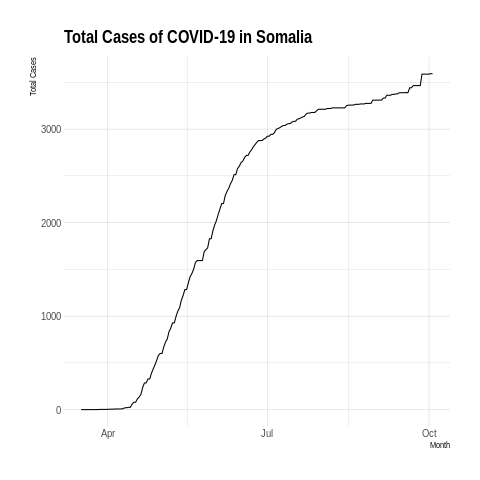 Total Cases of COVID-19 in Somalia
Total Cases
3000
2000
1000
0
Apr Jul Oct
Month